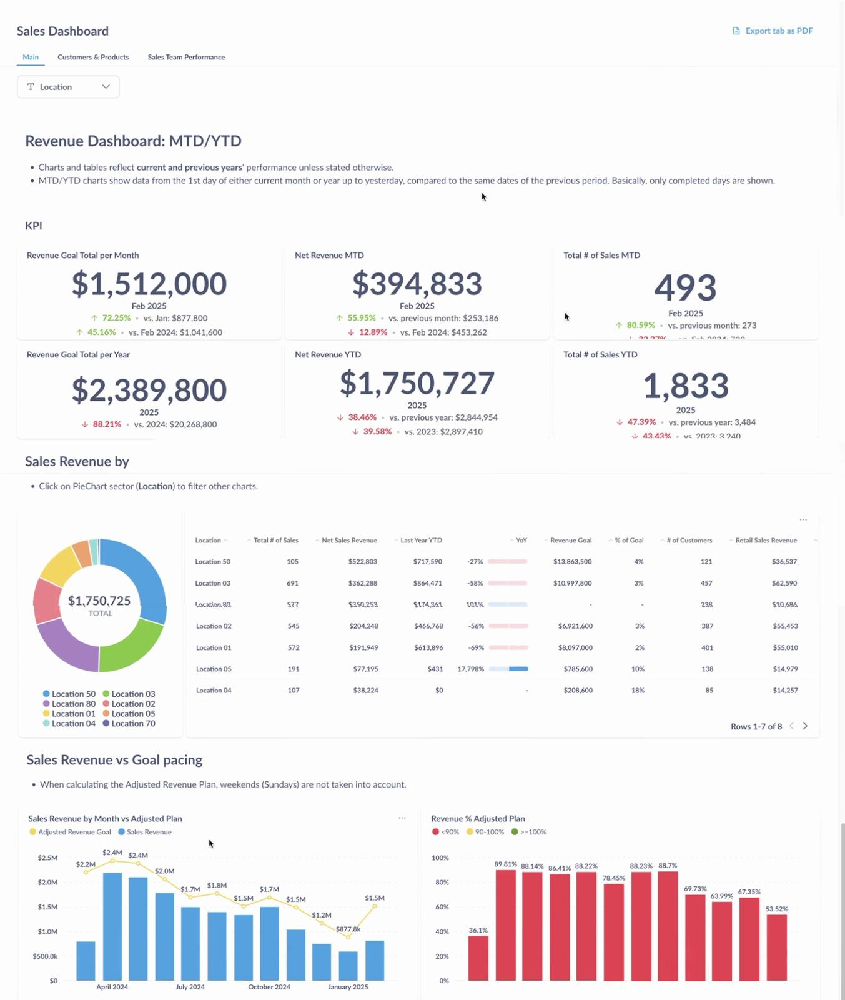 Sales Dashboard
Export tab as PDF
Main Customers & Products Sales Team Performance
T Location
Revenue Dashboard: MTD/YTD
• Charts and tables reflect current and previous years' performance unless stated otherwise.
• MTD/YTD charts show data from the 1st day of either current month or year up to yesterday, compared to the same dates of the previous period. Basically, only completed days are shown.
KPI
Revenue Goal Total per Month
$1,512,000
Feb 2025
↑ 72.25% • vs. Jan: $877,800
↑ 45.16% • vs. Feb 2024: $1,041,600
Net Revenue MTD
$394,833
Feb 2025
↑ 55.95% • vs. previous month: $253,186
↓ 12.89% • vs. Feb 2024: $453,262
Total # of Sales MTD
493
Feb 2025
↑ 80.59% • vs. previous month: 273
vs. Feb 2024:
Revenue Goal Total per Year
$2,389,800
2025
↓ 88.21% • vs. 2024: $20,268,800
Net Revenue YTD
$1,750,727
2025
↓ 38.46% • vs. previous year: $2,844,954
↓ 39.58% • vs. 2023: $2,897,410
Total # of Sales YTD
1,833
2025
↓ 47.39% • vs. previous year: 3,484
↓ 43.43% • vs. 2023: 3,240
Sales Revenue by
• Click on PieChart sector (Location) to filter other charts.
$1,750,725
TOTAL
Location 50 Location 03
Location 80 Location 02
Location 01 Location 05
Location 04 Location 70
Location Total # of Sales Net Sales Revenue Last Year YTD YoY Revenue Goal % of Goal # of Customers Retail Sales Revenue
Location 50 105 $522,803 $717,590 -27% $13,863,500 4% 121 $36,537
Location 03 691 $362,288 $864,471 -58% $10,997,800 3% 457 $62,590
Location 80 577 $350,253 $174,361 101% - - 238 $10,686
Location 02 545 $204,248 $466,768 -56% $6,921,600 3% 387 $55,453
Location 01 572 $191,949 $613,896 -69% $8,097,000 2% 401 $55,010
Location 05 191 $77,195 $431 17,798% $785,600 10% 138 $14,979
Location 04 107 $38,224 $0 - $208,600 18% 85 $14,257
Rows 1-7 of 8
Sales Revenue vs Goal pacing
• When calculating the Adjusted Revenue Plan, weekends (Sundays) are not taken into account.
Sales Revenue by Month vs Adjusted Plan
Adjusted Revenue Goal Sales Revenue
$2.5M
$2.0M
$1.5M
$1.0M
$500.0k
$0
$2.2M $2.4M $2.4M $2.0M $1.7M $1.8M $1.5M $1.7M $1.5M $1.2M $877.8k $1.5M
April 2024 July 2024 October 2024 January 2025
Revenue % Adjusted Plan
<90% 90-100% >=100%
100%
80%
60%
40%
20%
0%
36.1% 89.81% 88.14% 86.41% 88.22% 78.45% 88.23% 88.7% 69.73% 63.99% 67.35% 53.52%